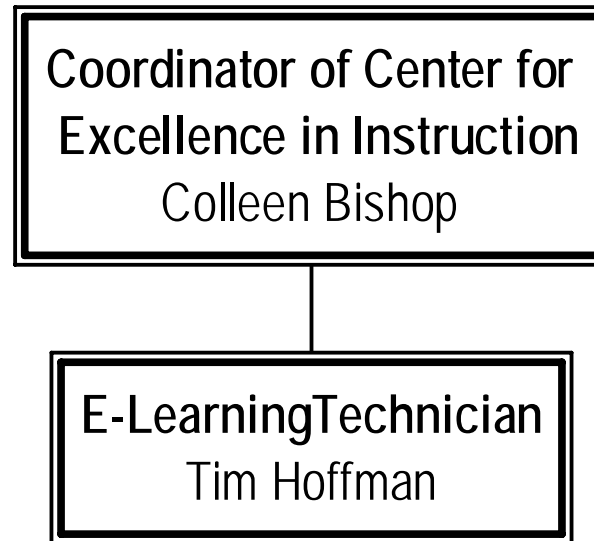 Coordinator of Center for
Excellence in Instruction
Colleen Bishop
E-LearningTechnician
Tim Hoffman